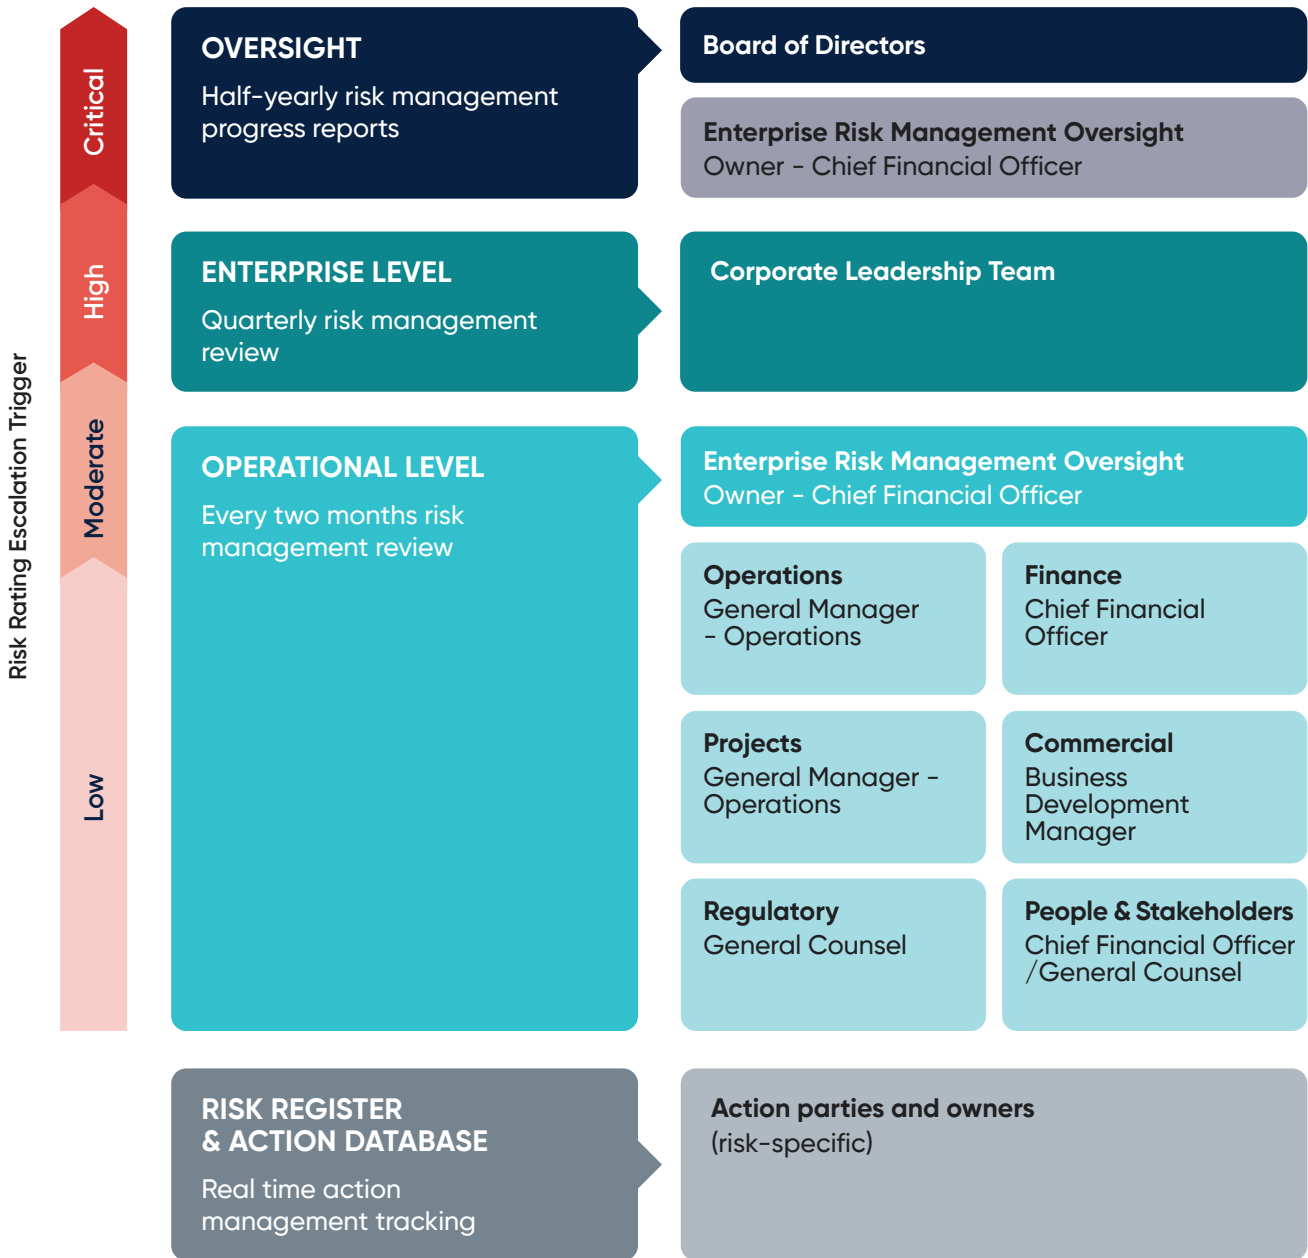 Risk Rating Escalation Trigger
Critical
High
Moderate
Low
OVERSIGHT
Half-yearly risk management
progress reports
Board of Directors
Enterprise Risk Management Oversight
Owner - Chief Financial Officer
ENTERPRISE LEVEL
Quarterly risk management
review
Corporate Leadership Team
OPERATIONAL LEVEL
Every two months risk
management review
Enterprise Risk Management Oversight
Owner - Chief Financial Officer
Operations
General Manager
- Operations
Finance
Chief Financial
Officer
Projects
General Manager -
Operations
Commercial
Business
Development
Manager
Regulatory
General Counsel
People & Stakeholders
Chief Financial Officer
/General Counsel
RISK REGISTER
& ACTION DATABASE
Real time action
management tracking
Action parties and owners
(risk-specific)